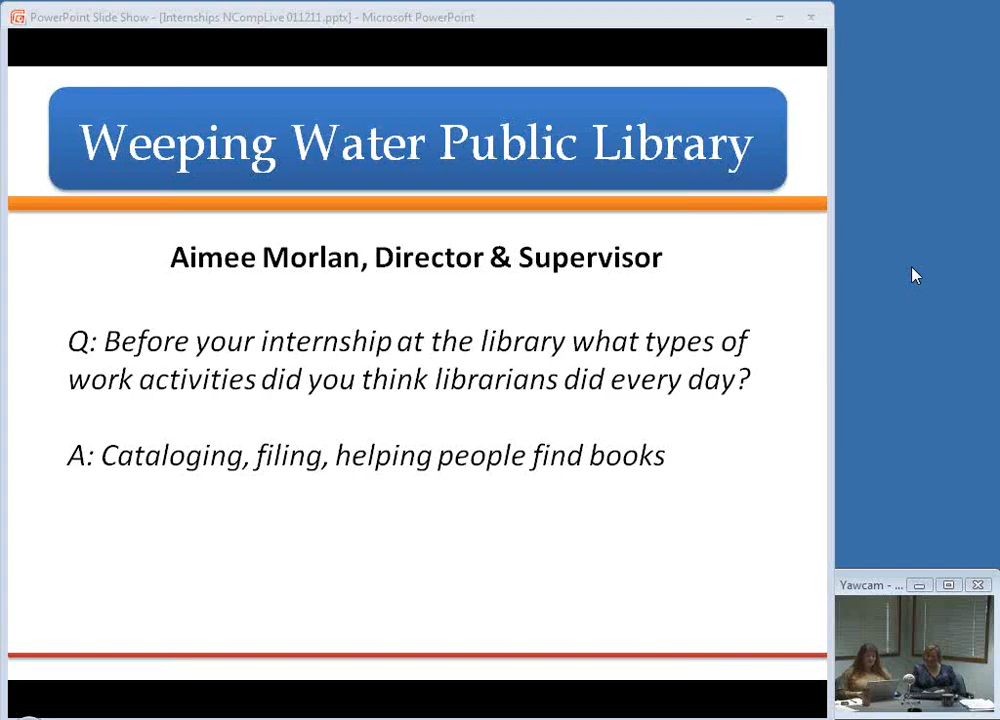 PowerPoint Slide Show - [Internships NCompLive 011211.pptx] - Microsoft PowerPoint
Weeping Water Public Library
Aimee Morlan, Director & Supervisor
Q: Before your internship at the library what types of
work activities did you think librarians did every day?
A: Cataloging, filing, helping people find books
Yawcam - ...